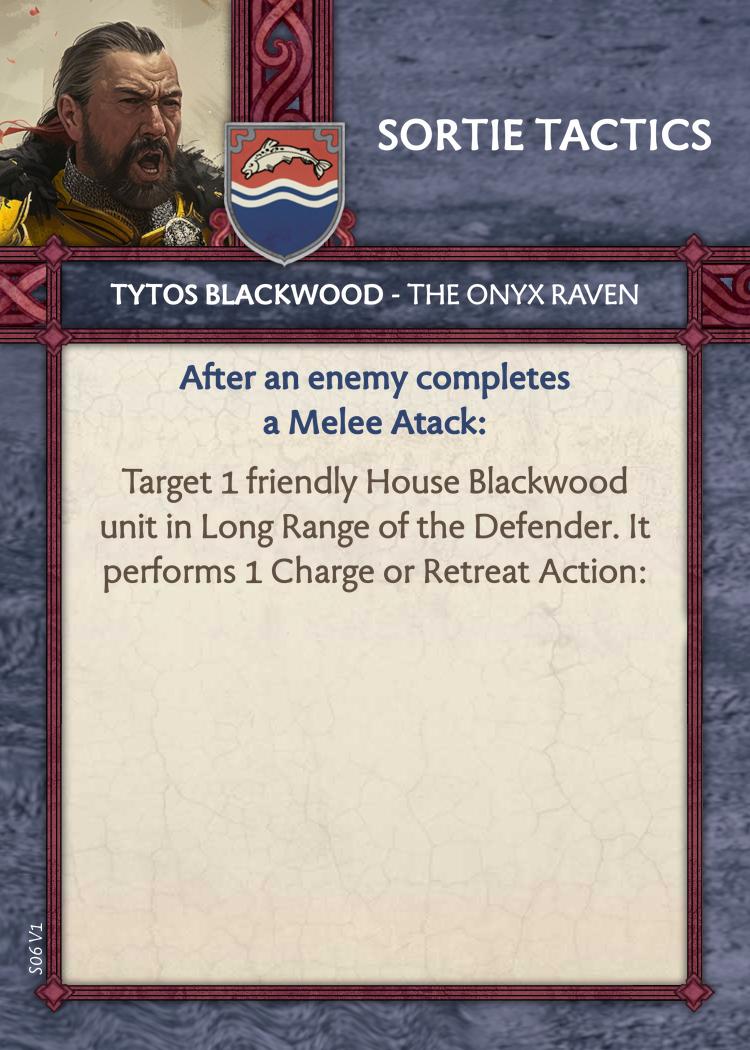 SORTIE TACTICS
TYTOS BLACKWOOD - THE ONYX RAVEN
After an enemy completes
a Melee Atack:
Target 1 friendly House Blackwood
unit in Long Range of the Defender. It
performs 1 Charge or Retreat Action:
S06 V1